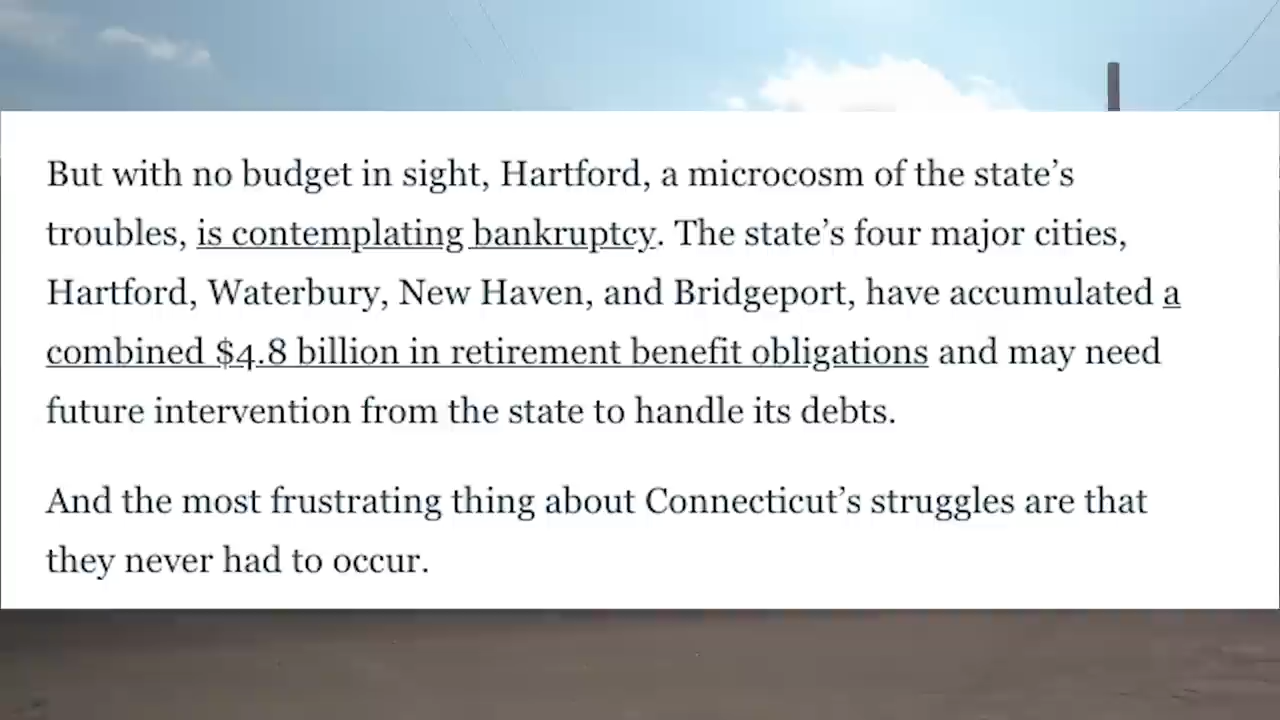 But with no budget in sight, Hartford, a microcosm of the state’s
troubles, is contemplating bankruptcy. The state’s four major cities,
Hartford, Waterbury, New Haven, and Bridgeport, have accumulated a
combined $4.8 billion in retirement benefit obligations and may need
future intervention from the state to handle its debts.
And the most frustrating thing about Connecticut’s struggles are that
they never had to occur.